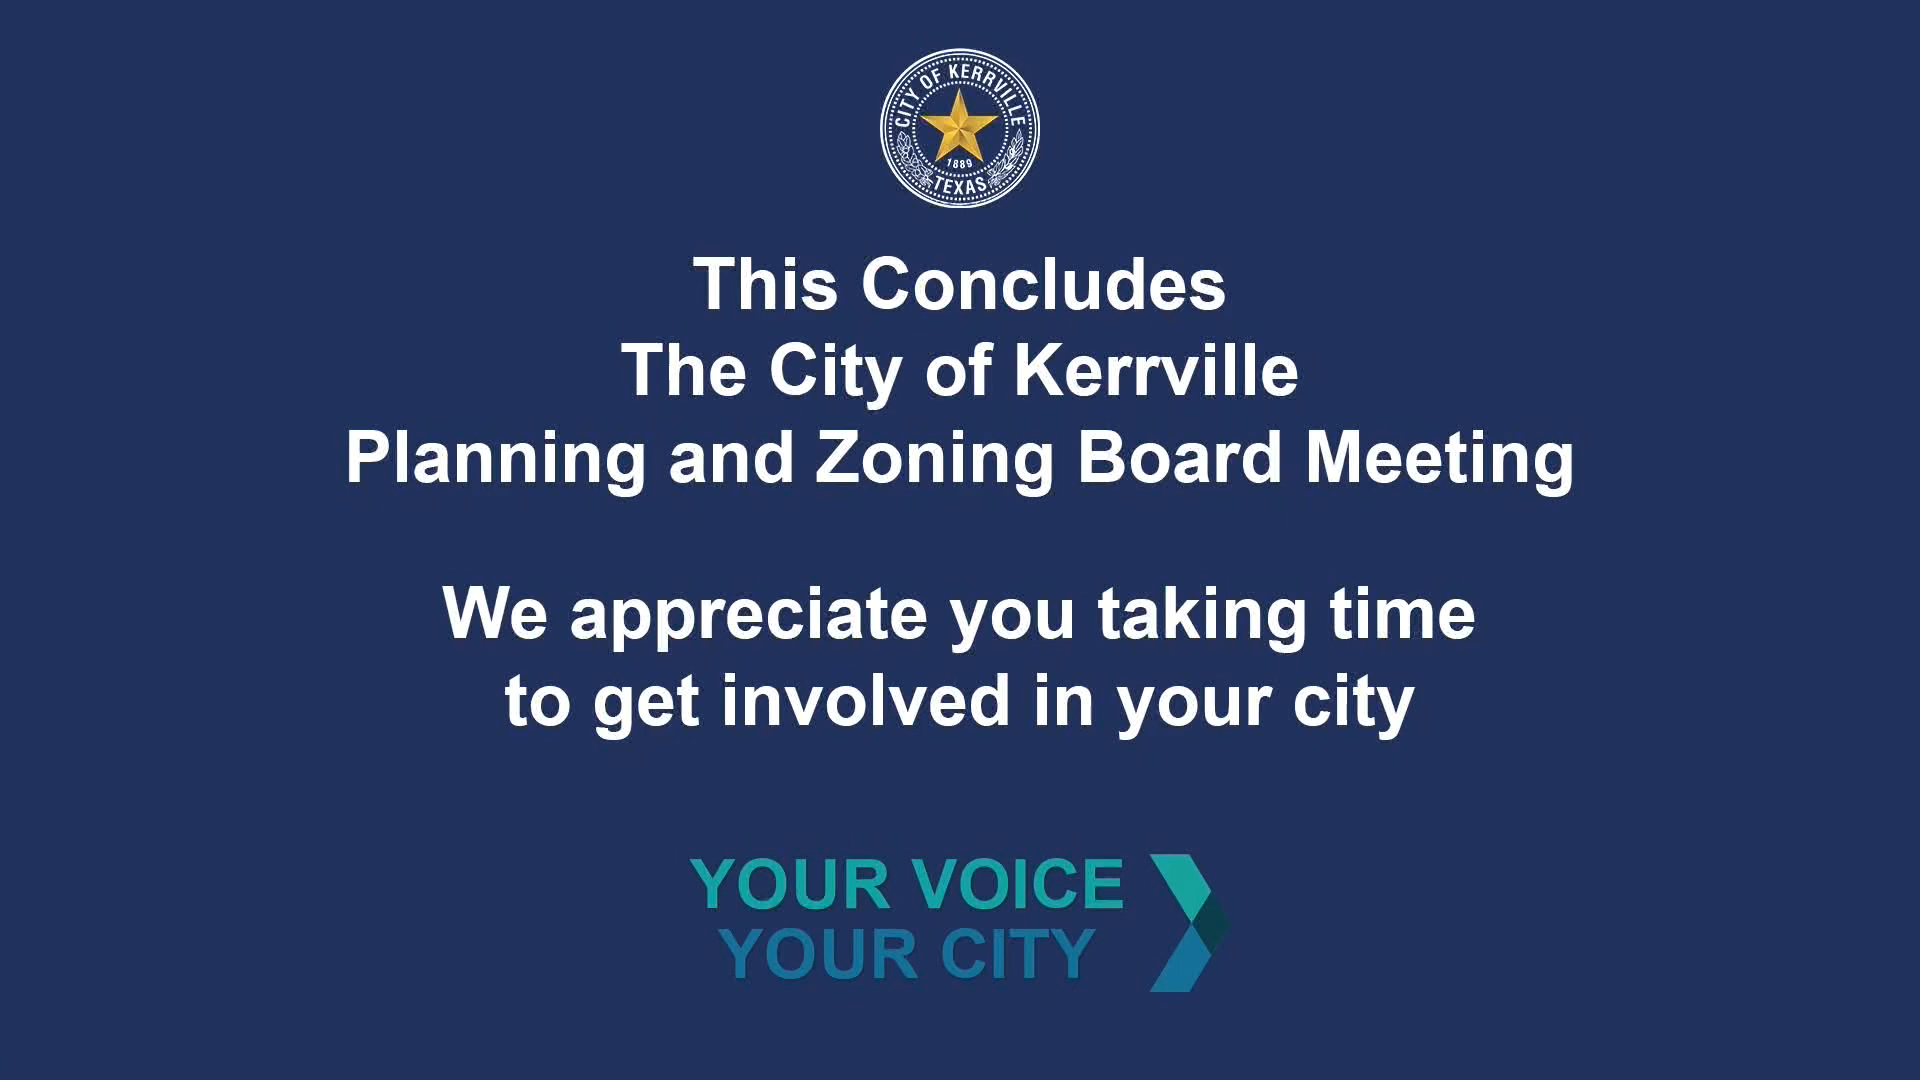 CITY OF KERRVILLE
1889
TEXAS
This Concludes
The City of Kerrville
Planning and Zoning Board Meeting
We appreciate you taking time
to get involved in your city
YOUR VOICE
YOUR CITY